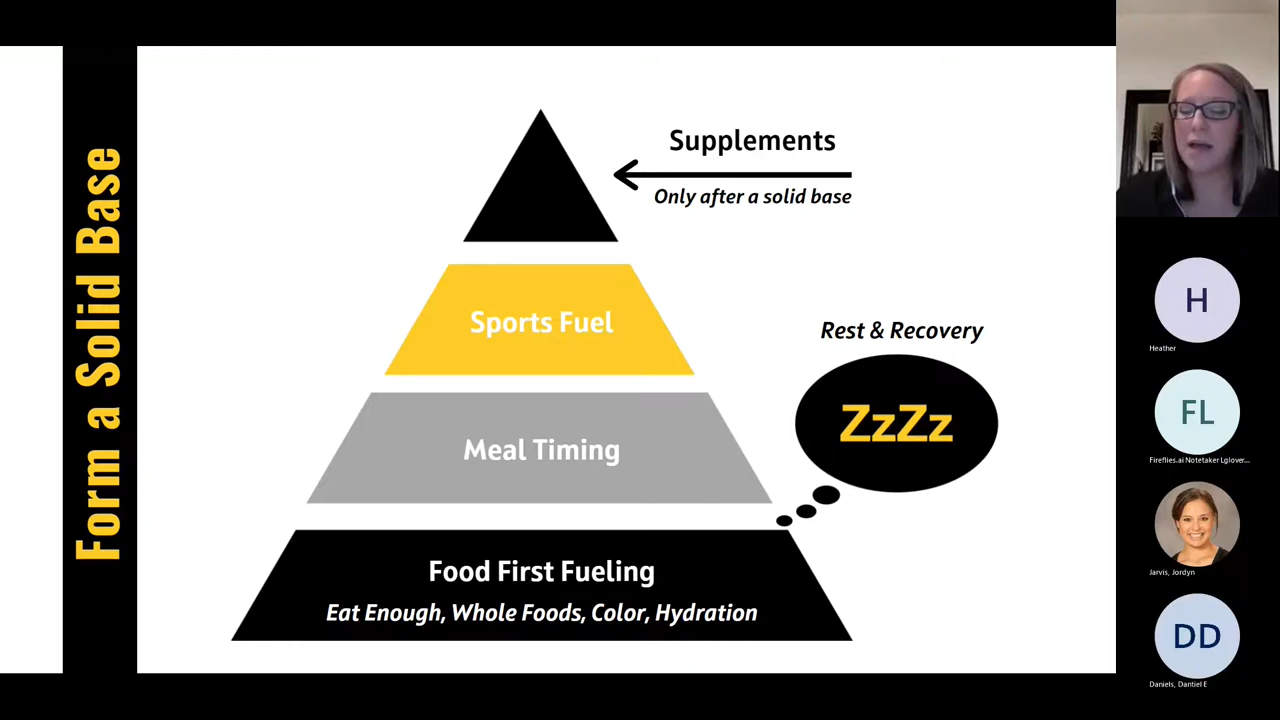 Form a Solid Base
Supplements
Only after a solid base
Sports Fuel
Rest & Recovery
ZzZz
Meal Timing
Food First Fueling
Eat Enough, Whole Foods, Color, Hydration
H
Heather
FL
Fireflies.ai Notetaker Lglover...
Jarvis, Jordyn
DD
Daniels, Dantiel E